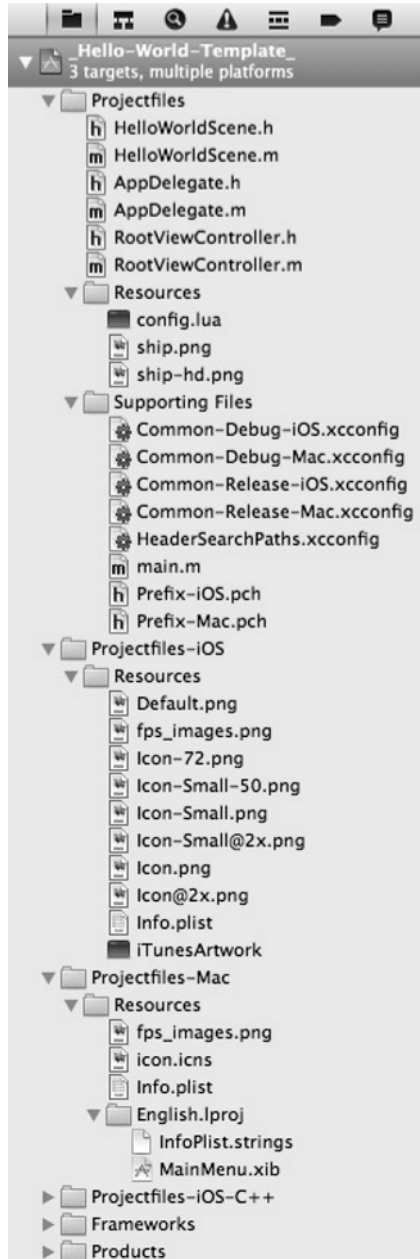 _Hello-World-Template_
3 targets, multiple platforms
Projectfiles
h HelloWorldScene.h
m HelloWorldScene.m
h AppDelegate.h
m AppDelegate.m
h RootViewController.h
m RootViewController.m
Resources
config.lua
ship.png
ship-hd.png
Supporting Files
Common-Debug-iOS.xcconfig
Common-Debug-Mac.xcconfig
Common-Release-iOS.xcconfig
Common-Release-Mac.xcconfig
HeaderSearchPaths.xcconfig
m main.m
h Prefix-iOS.pch
h Prefix-Mac.pch
Projectfiles-iOS
Resources
Default.png
fps_images.png
Icon-72.png
Icon-Small-50.png
Icon-Small.png
Icon-Small@2x.png
Icon.png
Icon@2x.png
Info.plist
iTunesArtwork
Projectfiles-Mac
Resources
fps_images.png
icon.icns
Info.plist
English.lproj
InfoPlist.strings
MainMenu.xib
Projectfiles-iOS-C++
Frameworks
Products